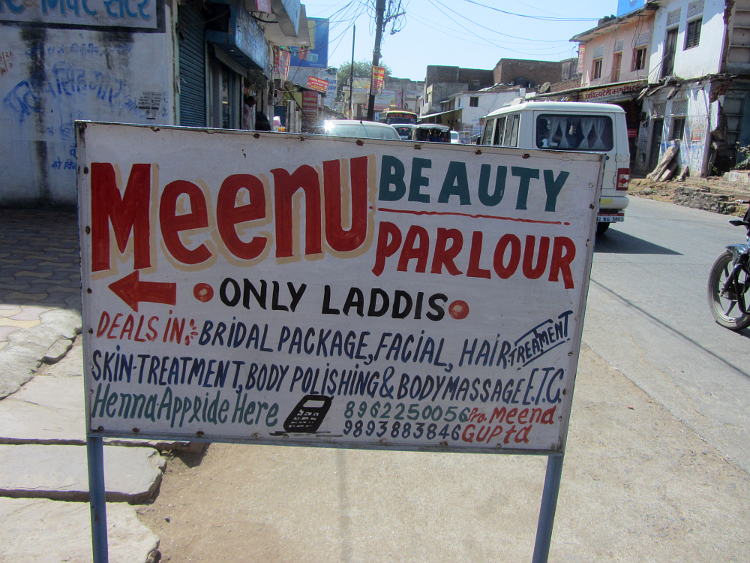 Meenu BEAUTY
PARLOUR
ONLY LADDIS
DEALS IN: BRIDAL PACKAGE, FACIAL, HAIR TREAMENT
SKIN-TREATMENT, BODY POLISHING & BODY MASSAGE E.T.C.
Henna Appride Here 8962250056 Pro Meena
9893883846 GUPta